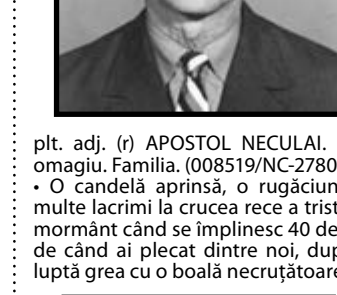 plt. adj. (r) APOSTOL NECULAI.
omagiu. Familia. (008519/NC-2780
• O candelă aprinsă, o rugăciun
multe lacrimi la crucea rece a trist
mormânt când se împlinesc 40 de
de când ai plecat dintre noi, dup
luptă grea cu o boală necruțătoare